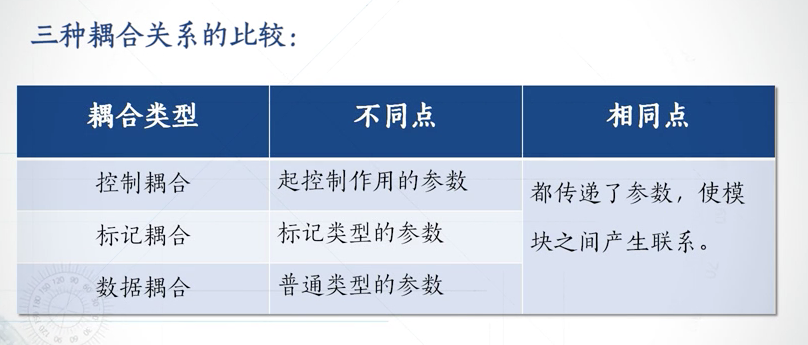 三种耦合关系的比较：
耦合类型 不同点 相同点
控制耦合 起控制作用的参数
都传递了参数，使模
标记耦合 标记类型的参数
块之间产生联系。
数据耦合 普通类型的参数